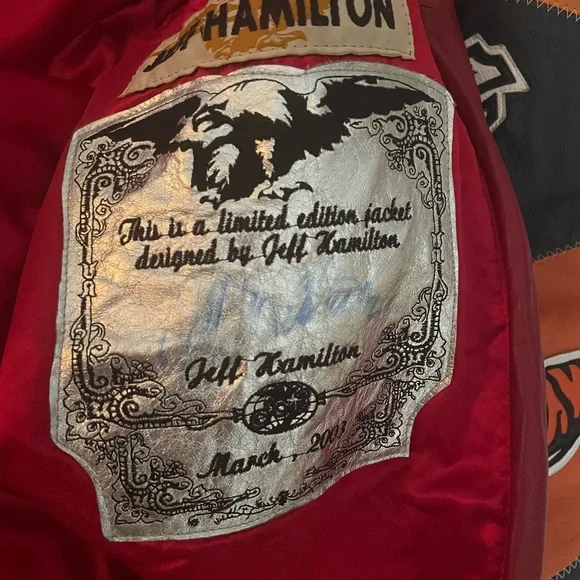 HAMILTON
This is a limited edition jacket
designed by Jeff Hamilton
Jeff Hamilton
March, 2003